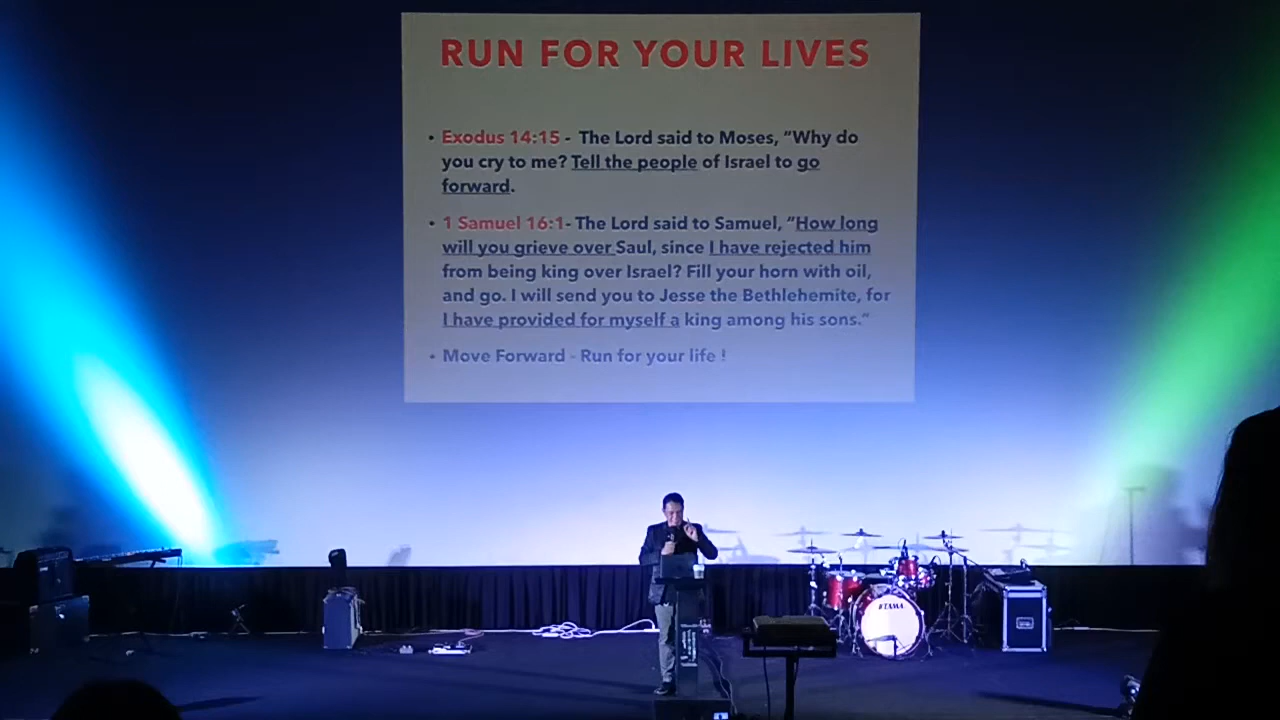 RUN FOR YOUR LIVES
• Exodus 14:15 - The Lord said to Moses, “Why do
you cry to me? Tell the people of Israel to go
forward.
• 1 Samuel 16:1- The Lord said to Samuel, “How long
will you grieve over Saul, since I have rejected him
from being king over Israel? Fill your horn with oil,
and go. I will send you to Jesse the Bethlehemite, for
I have provided for myself a king among his sons.”
• Move Forward - Run for your life !
TAMA